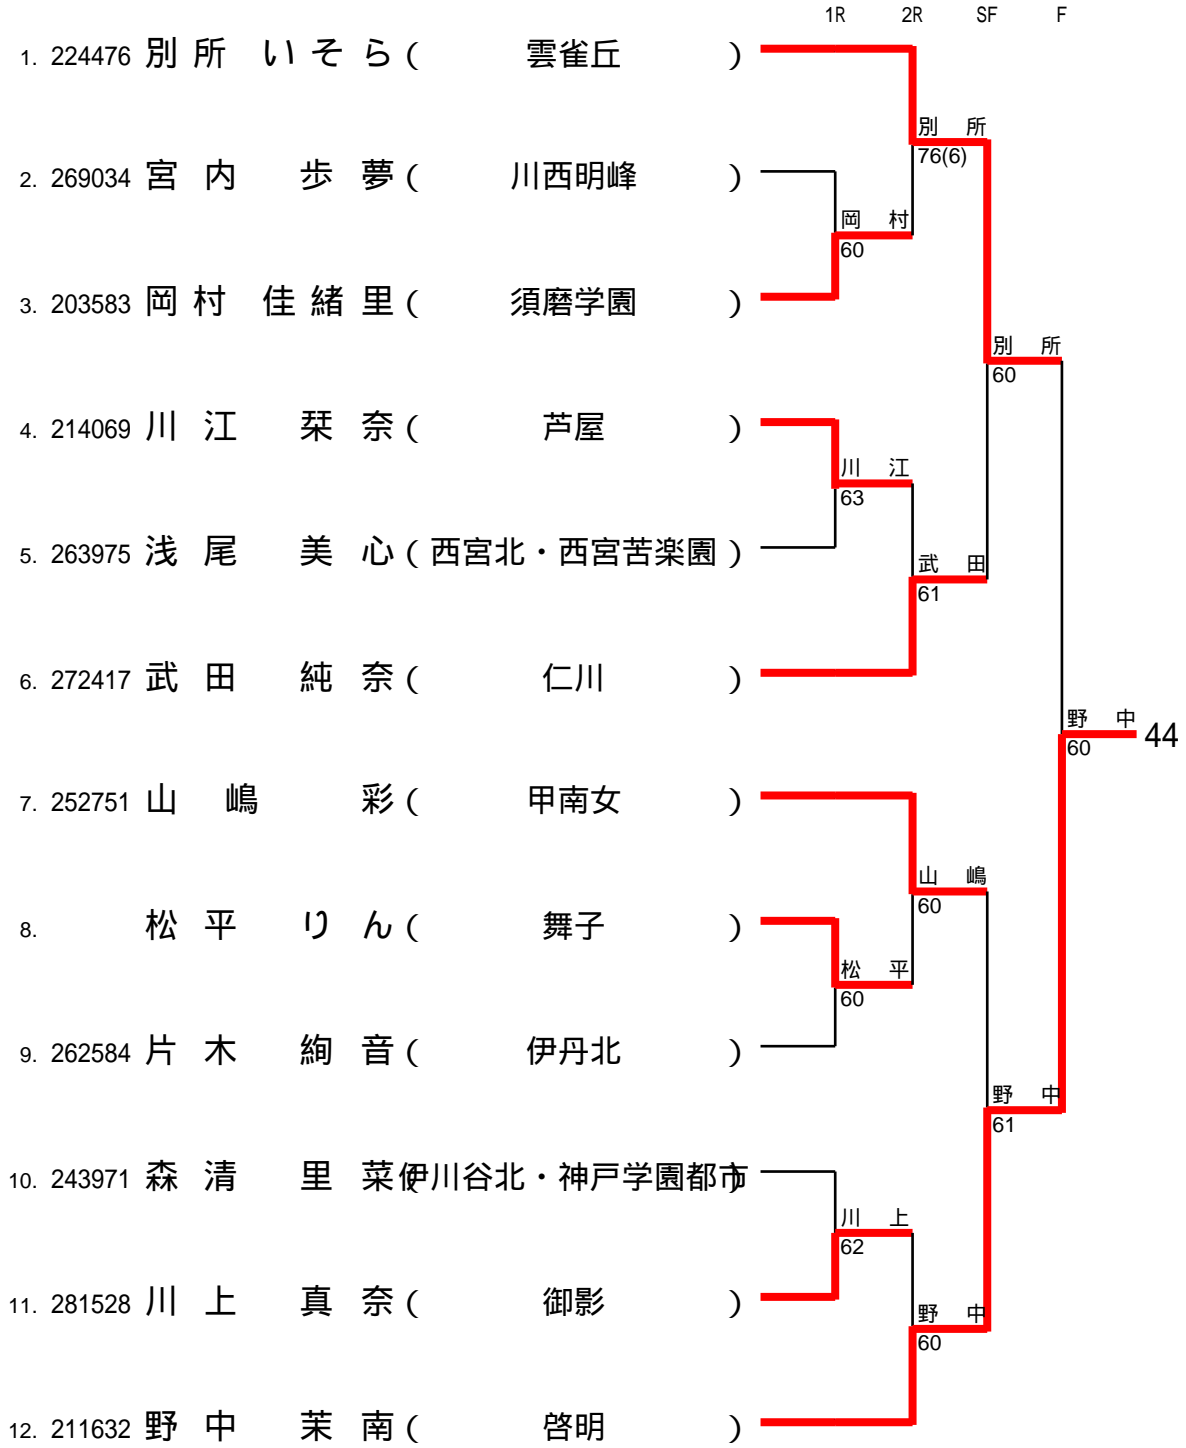 1R 2R SF F
1. 224476 別所 いそら ( 雲雀丘 )
別所
76(6)
2. 269034 宮内 歩夢 ( 川西明峰 )
岡村
60
3. 203583 岡村 佳緒里 ( 須磨学園 )
別所
60
4. 214069 川江 栞奈 ( 芦屋 )
川江
63
5. 263975 浅尾 美心 ( 西宮北・西宮苦楽園 )
武田
61
6. 272417 武田 純奈 ( 仁川 )
野中
60
44
7. 252751 山嶋 彩 ( 甲南女 )
山嶋
60
8. 松平 りん ( 舞子 )
松平
60
9. 262584 片木 絢音 ( 伊丹北 )
野中
61
10. 243971 森清 里菜 ( 伊川谷北・神戸学園都市 )
川上
62
11. 281528 川上 真奈 ( 御影 )
野中
60
12. 211632 野中 茉南 ( 啓明 )